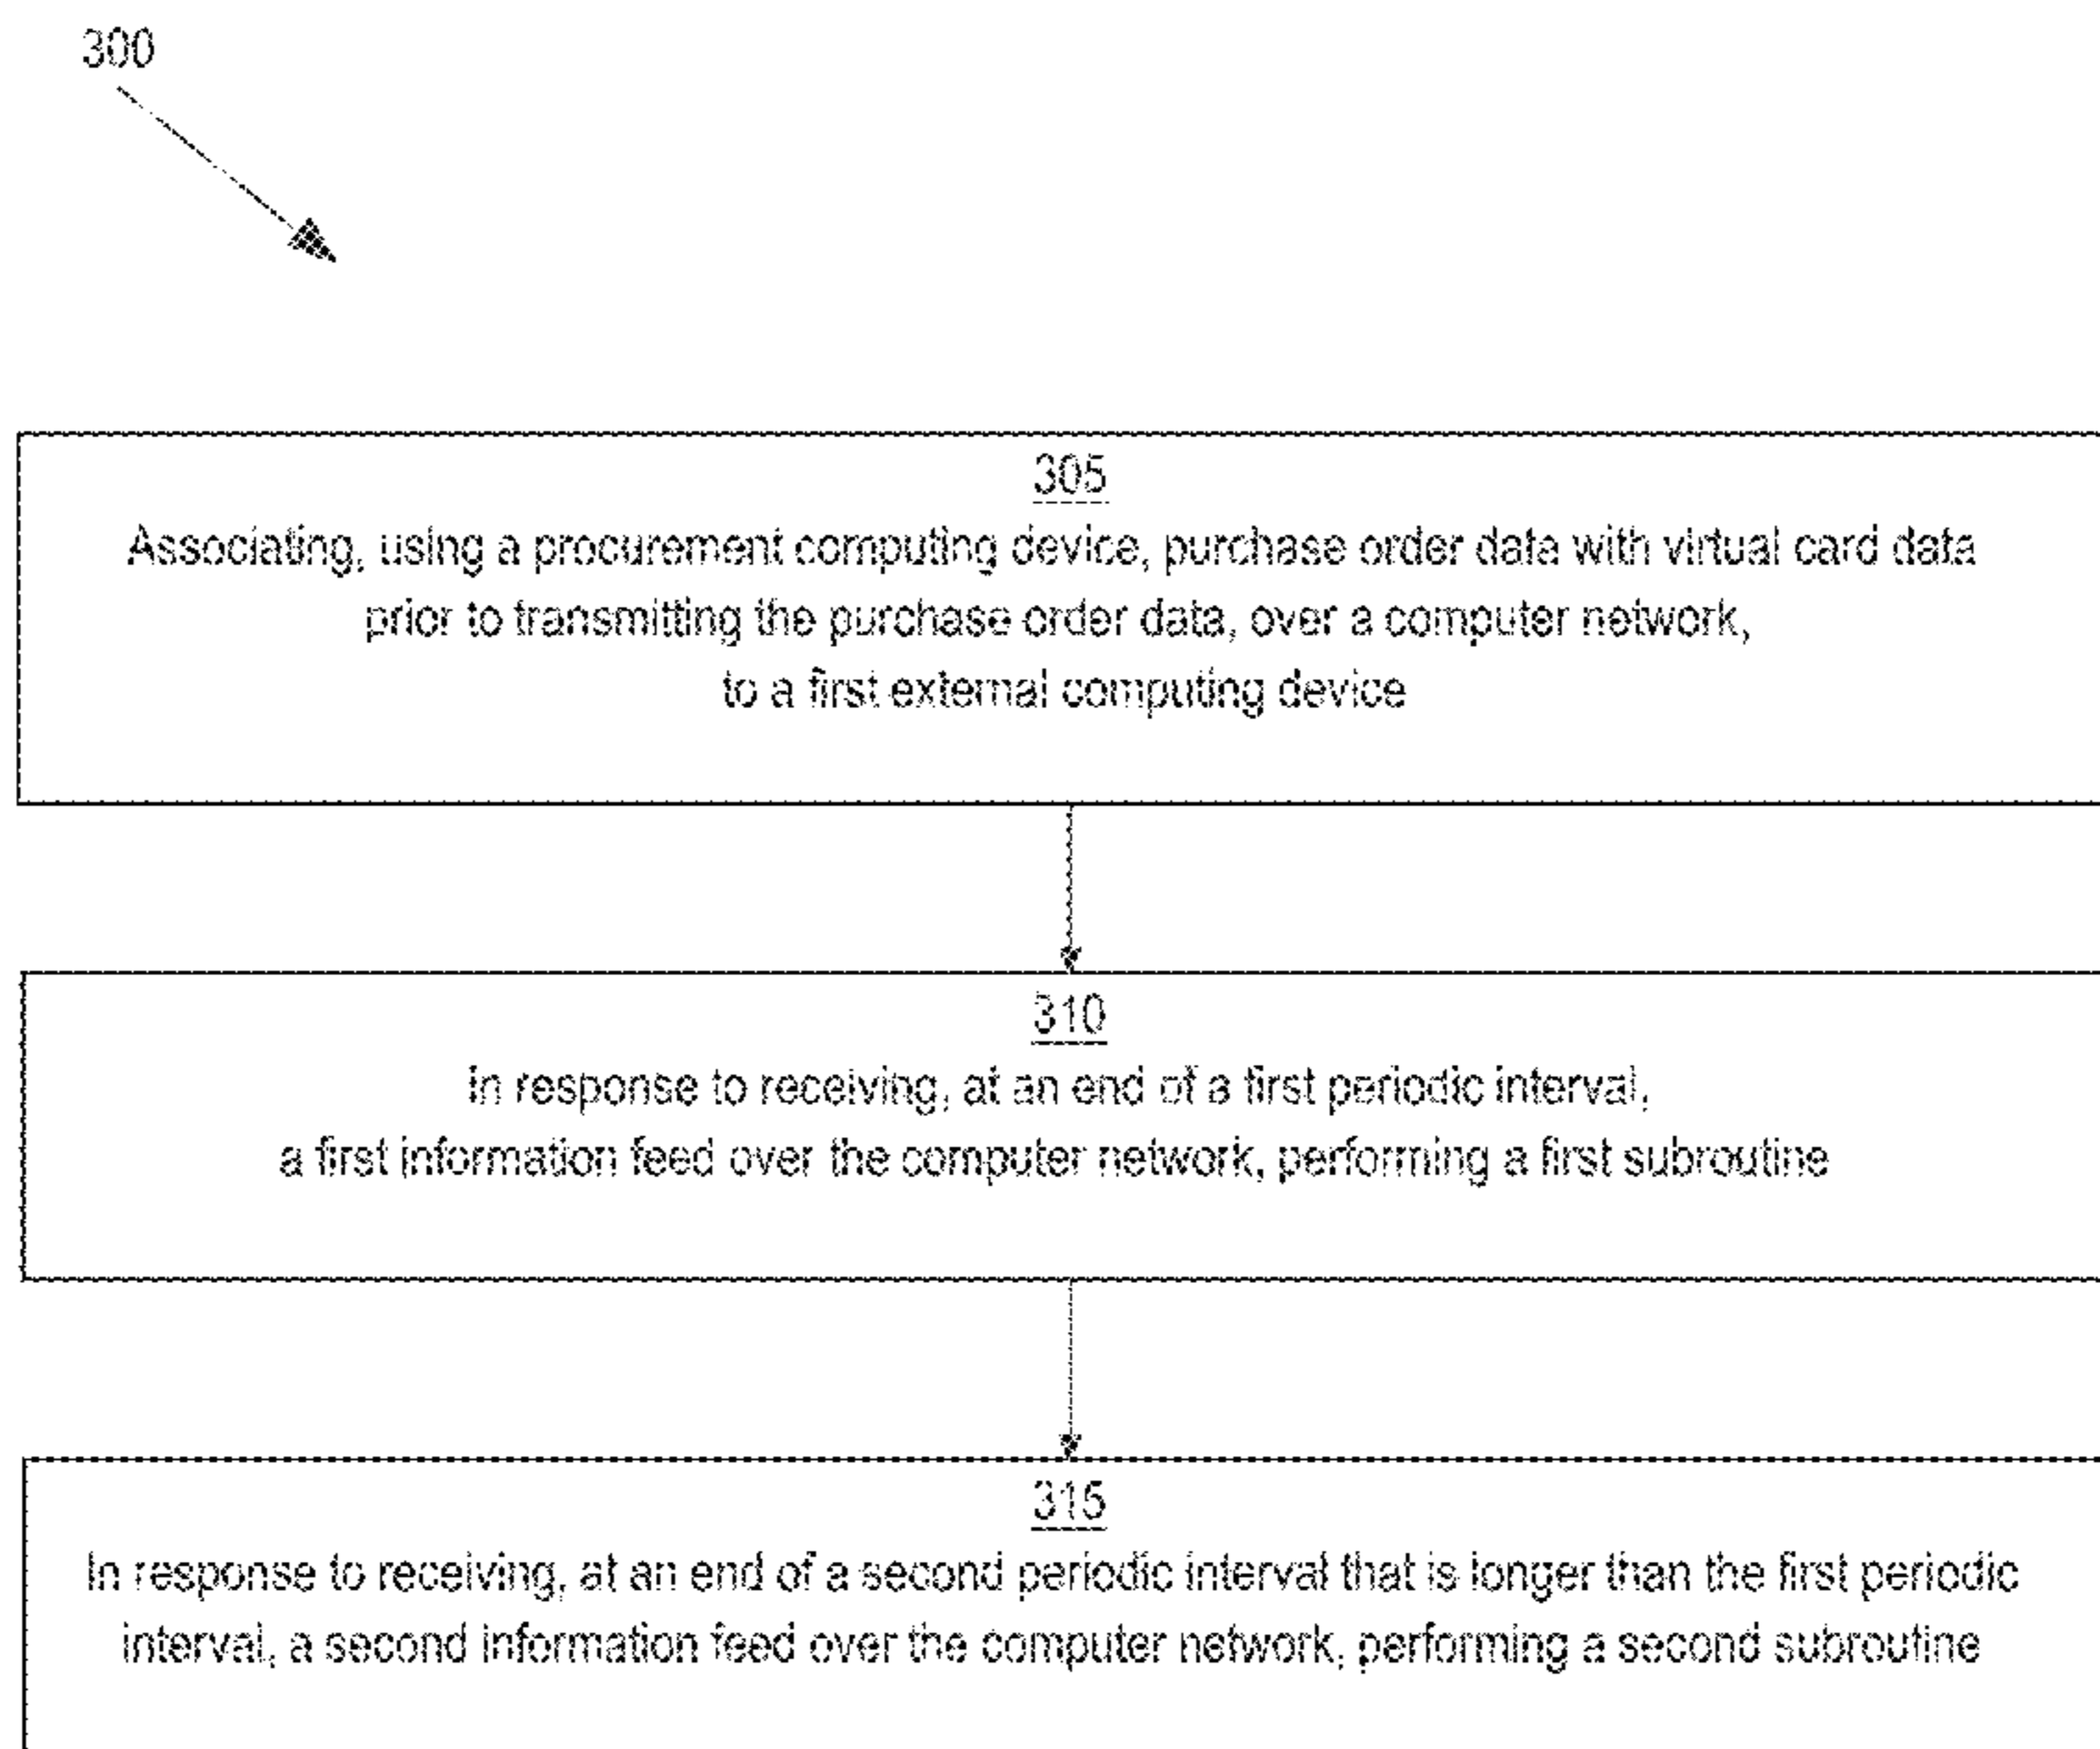 300
305
Associating, using a procurement computing device, purchase order data with virtual card data
prior to transmitting the purchase order data, over a computer network,
to a first external computing device
310
In response to receiving, at an end of a first periodic interval,
a first information feed over the computer network, performing a first subroutine
315
In response to receiving, at an end of a second periodic interval that is longer than the first periodic
interval, a second information feed over the computer network, performing a second subroutine